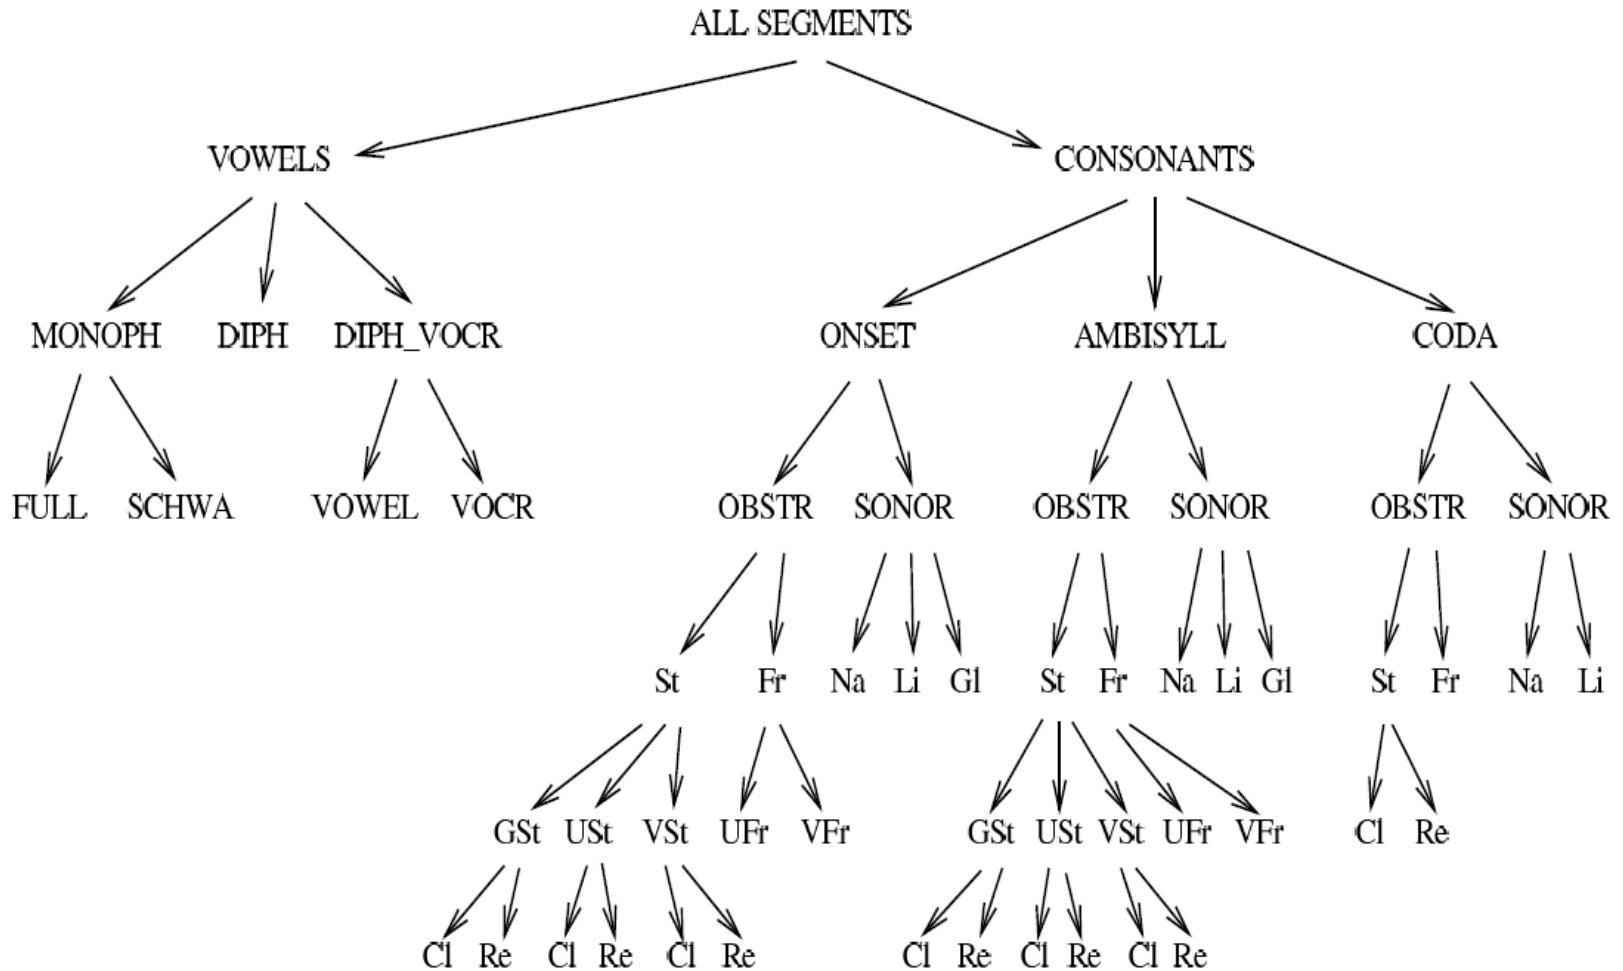 ALL SEGMENTS
VOWELS CONSONANTS
MONOPH DIPH DIPH_VOCR ONSET AMBISYLL CODA
FULL SCHWA VOWEL VOCR OBSTR SONOR OBSTR SONOR OBSTR SONOR
St Fr Na Li Gl St Fr Na Li Gl St Fr Na Li
GSt USt VSt UFr VFr GSt USt VSt UFr VFr Cl Re
Cl Re Cl Re Cl Re Cl Re Cl Re Cl Re